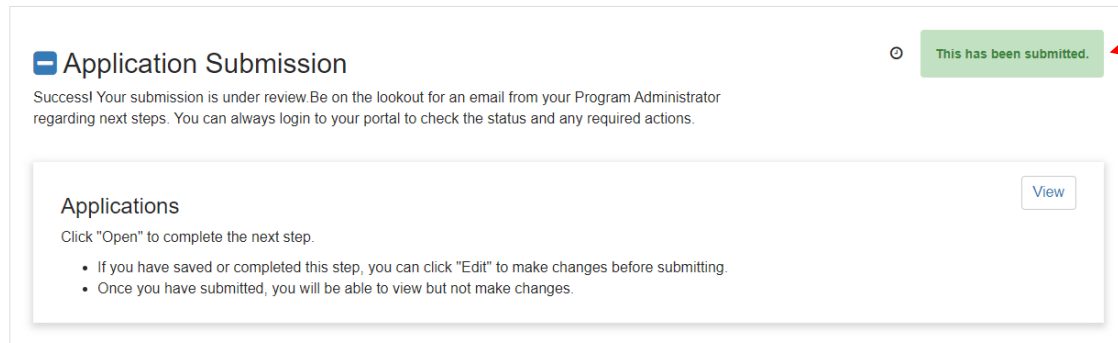 Application Submission
This has been submitted.
Success! Your submission is under review.Be on the lookout for an email from your Program Administrator
regarding next steps. You can always login to your portal to check the status and any required actions.
Applications
View
Click "Open" to complete the next step.
• If you have saved or completed this step, you can click "Edit" to make changes before submitting.
• Once you have submitted, you will be able to view but not make changes.